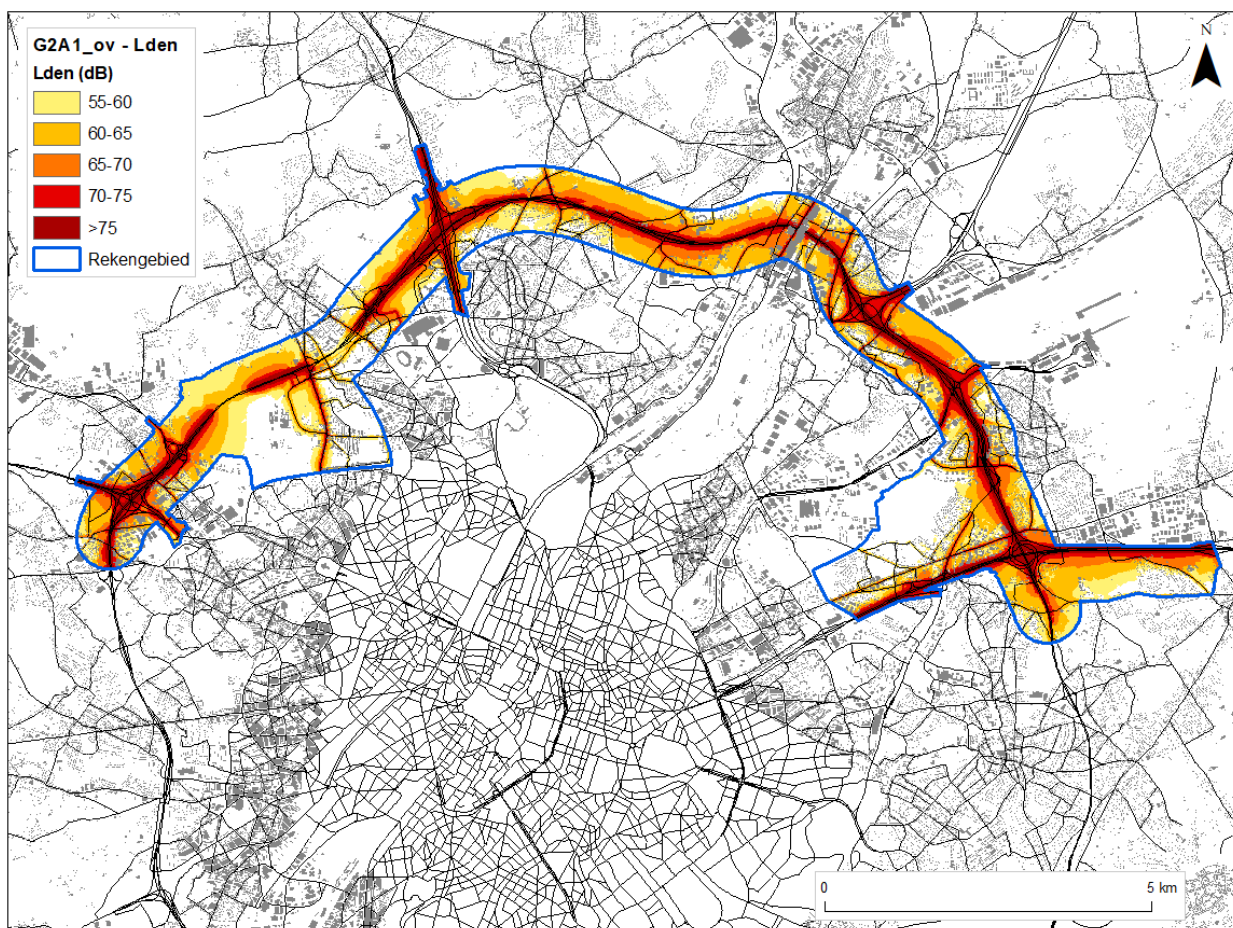 G2A1_ov - Lden
Lden (dB)
55-60
60-65
65-70
70-75
>75
Rekengebied
N
0
5 km